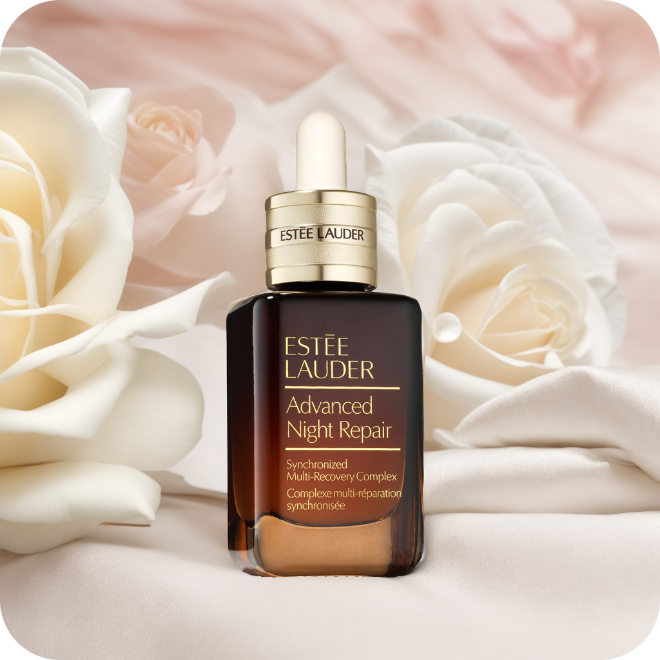 ESTĒE LAUDER
ESTĒE
LAUDER
Advanced
Night Repair
Synchronized
Multi-Recovery Complex
Complexe multi-réparation
synchronisée